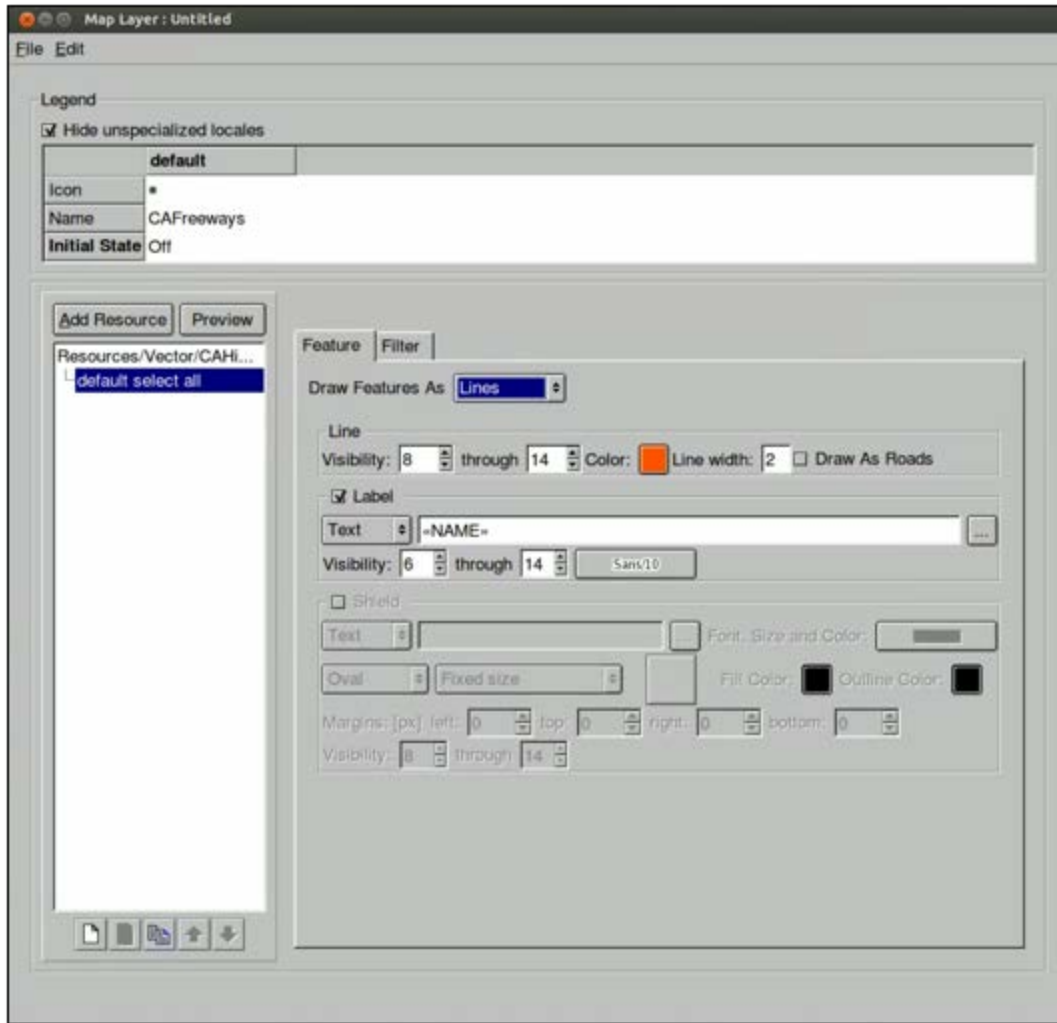 Map Layer : Untitled
File Edit
Legend
Hide unspecialized locales
default
Icon
Name CAFreeways
Initial State Off
Add Resource Preview
Resources/Vector/CAHi...
default select all
Feature Filter
Draw Features As Lines
Line
Visibility: 8 through 14 Color: Line width: 2 Draw As Roads
Label
Text «NAME» ...
Visibility: 6 through 14 Sans/10
Shield
Text ... Font, Size and Color:
Oval Fixed size Fill Color: Outline Color:
Margins: [px] left: 0 top: 0 right: 0 bottom: 0
Visibility: 8 through 14